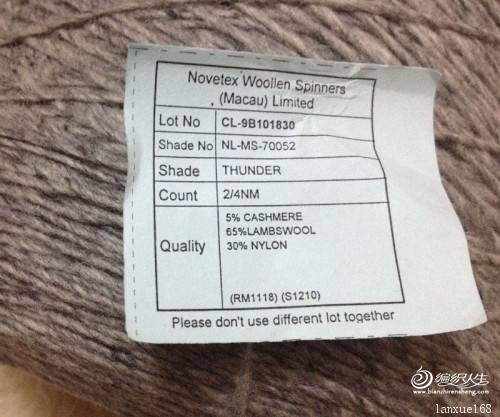 Novetex Woollen Spinners
(Macau) Limited
Lot No CL-9B101830
Shade No NL-MS-70052
Shade THUNDER
Count 2/4NM
Quality 5% CASHMERE
65%LAMBSWOOL
30% NYLON
(RM1118) (S1210)
Please don't use different lot together
编织人生
www.bianzhirensheng.com
lanxue168